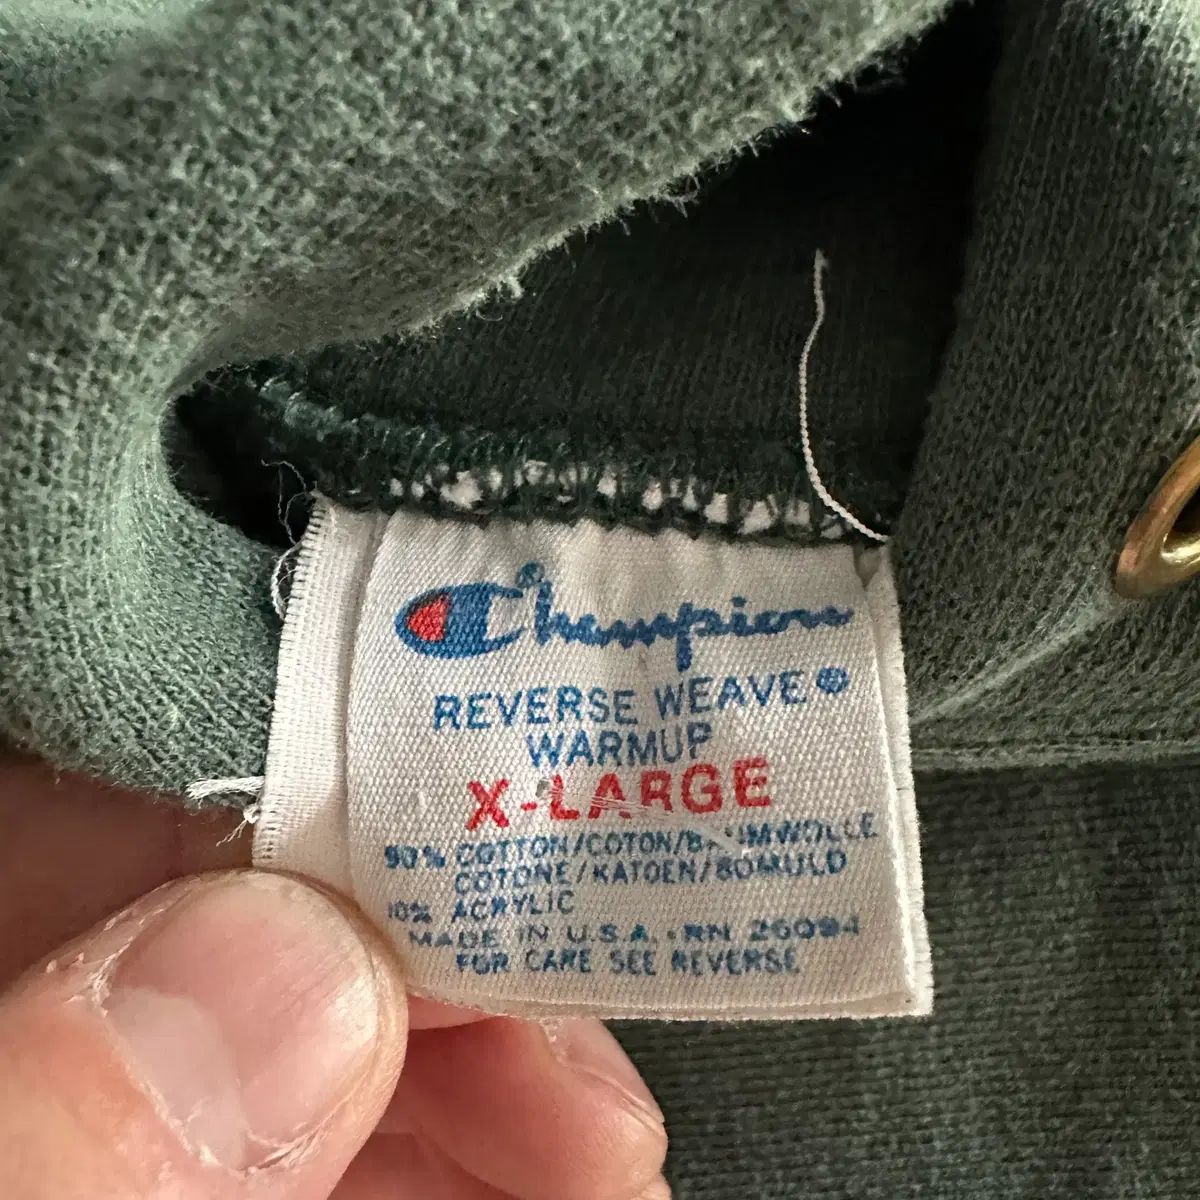 Champion®
REVERSE WEAVE®
WARMUP
X-LARGE
90% COTTON/COTON/BAUMWOLLE
COTONE/KATOEN/BOMULD
10% ACRYLIC
MADE IN U.S.A. • RN 26094
FOR CARE SEE REVERSE